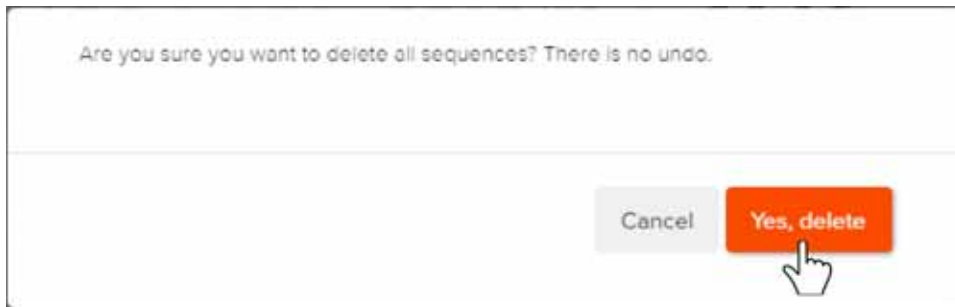 Are you sure you want to delete all sequences? There is no undo.
Cancel
Yes, delete